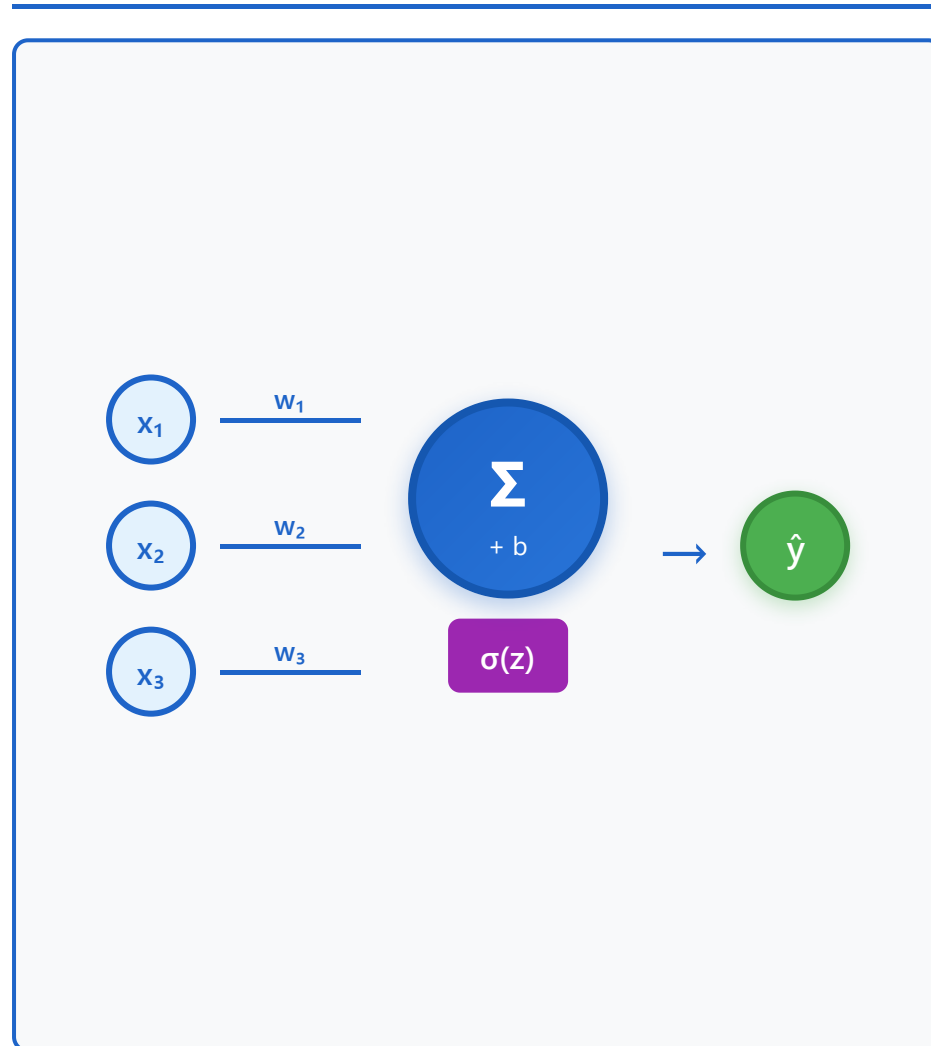 x₁
w₁
x₂
w₂
x₃
w₃
Σ
+ b
σ(z)
→
ŷ